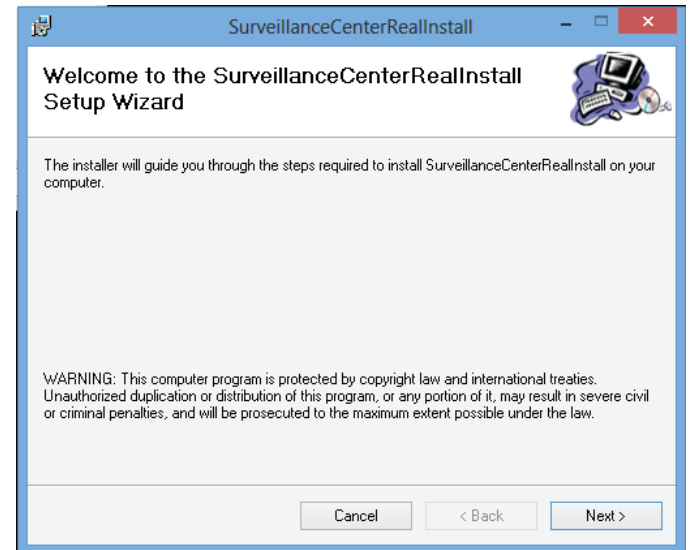 SurveillanceCenterRealInstall
Welcome to the SurveillanceCenterRealInstall
Setup Wizard
The installer will guide you through the steps required to install SurveillanceCenterRealInstall on your
computer.
WARNING: This computer program is protected by copyright law and international treaties.
Unauthorized duplication or distribution of this program, or any portion of it, may result in severe civil
or criminal penalties, and will be prosecuted to the maximum extent possible under the law.
Cancel
< Back
Next >